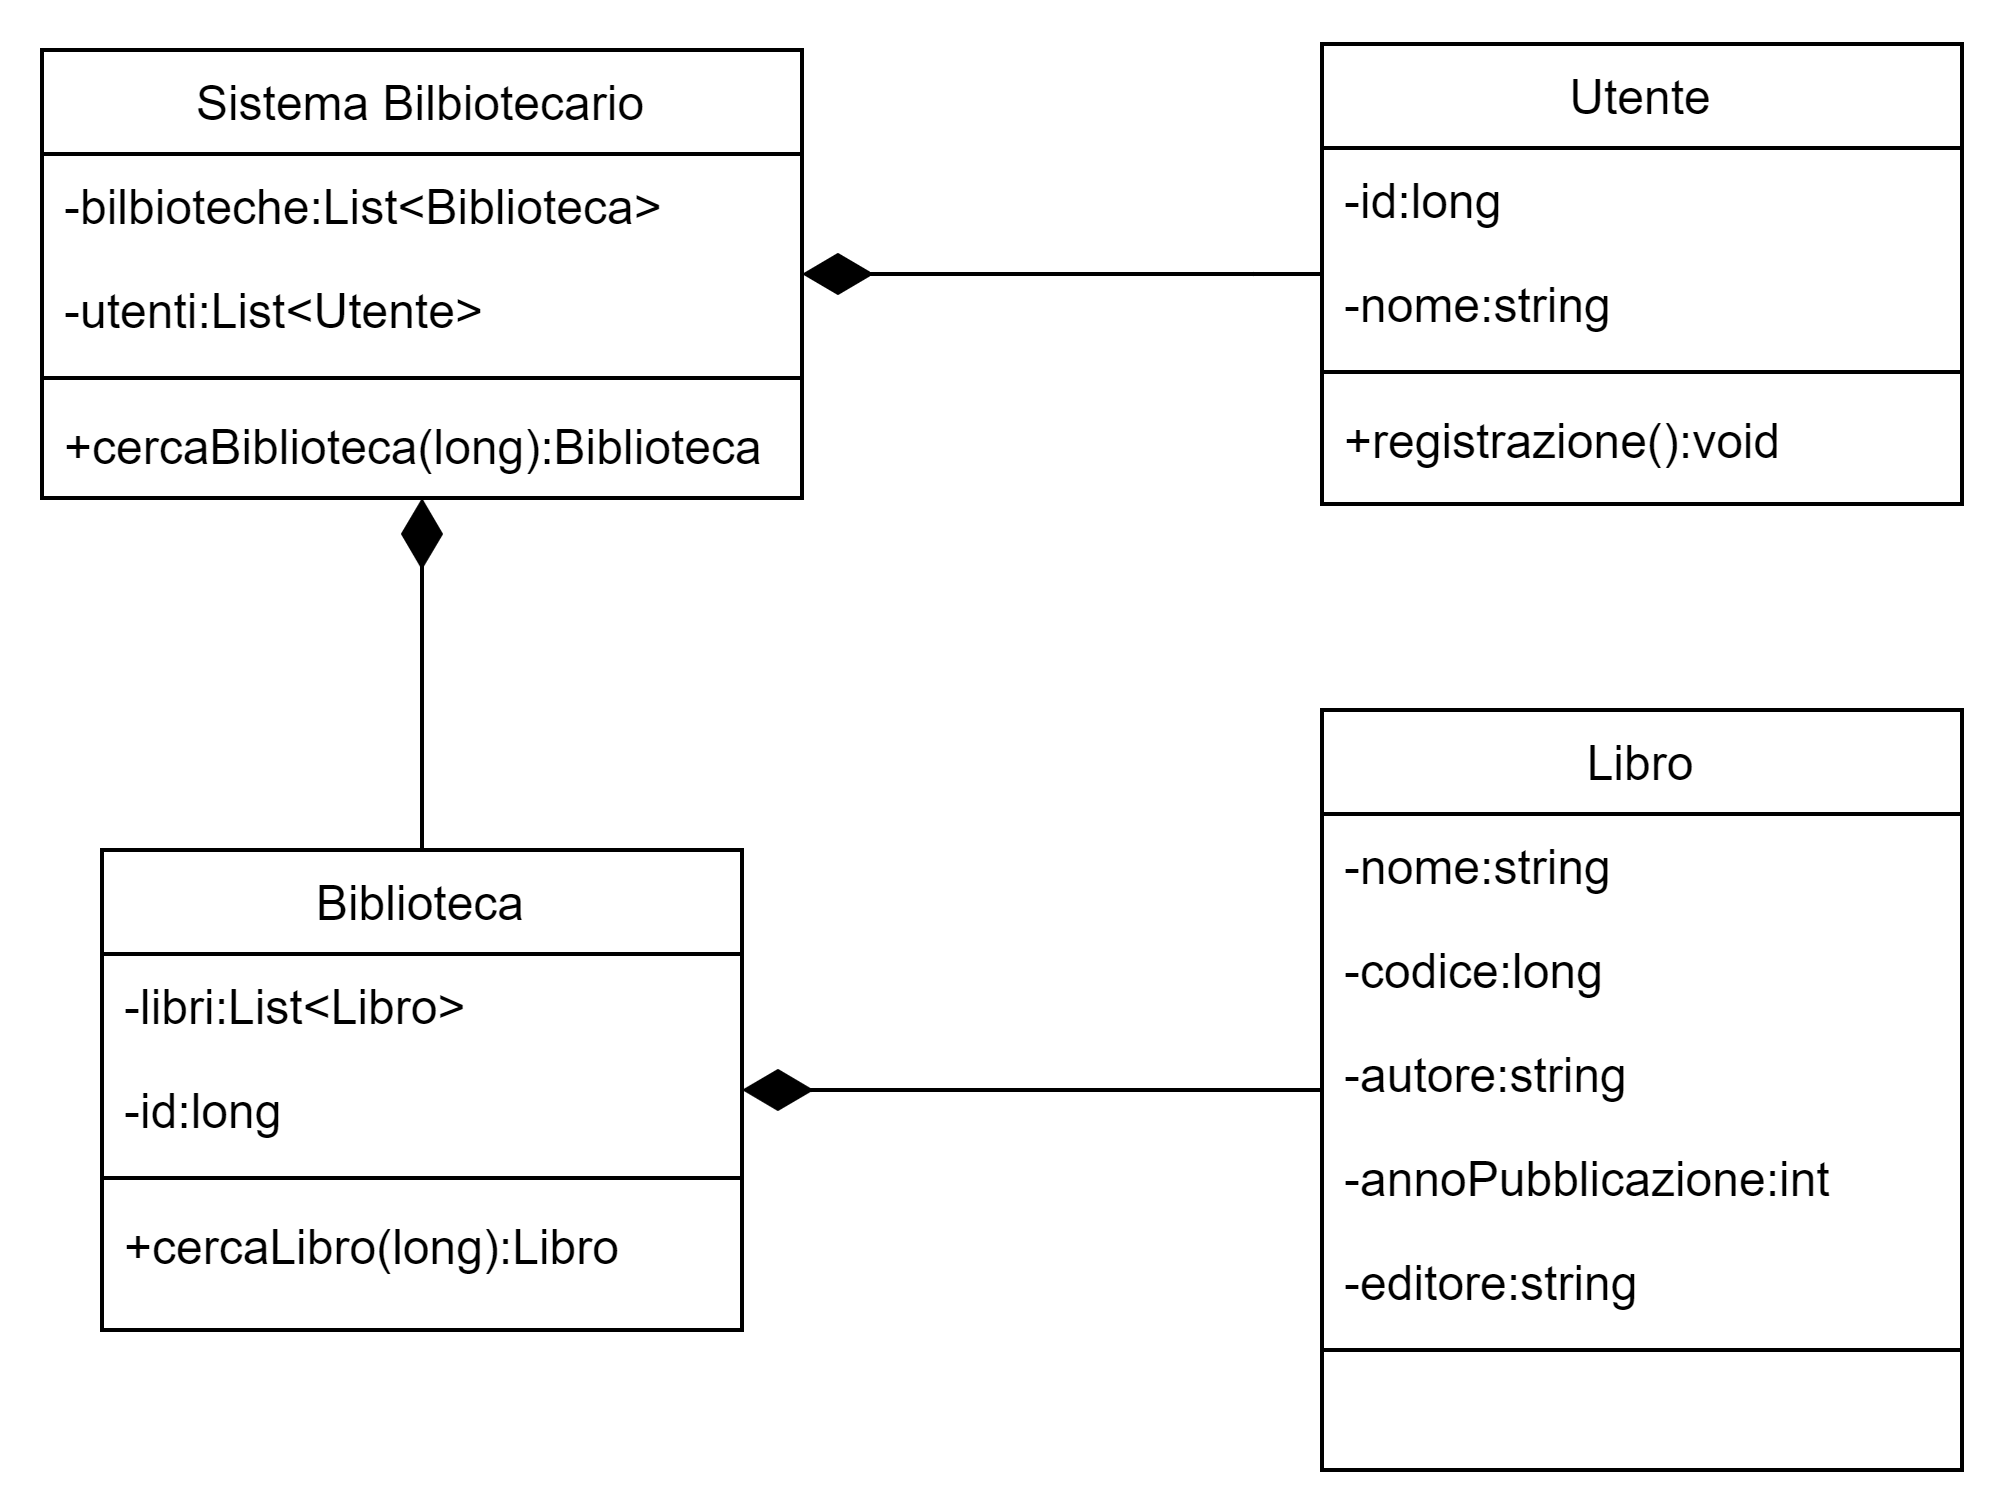 Sistema Bilbiotecario
-bilbioteche:List<Biblioteca>
-utenti:List<Utente>
+cercaBiblioteca(long):Biblioteca
Utente
-id:long
-nome:string
+registrazione():void
Biblioteca
-libri:List<Libro>
-id:long
+cercaLibro(long):Libro
Libro
-nome:string
-codice:long
-autore:string
-annoPubblicazione:int
-editore:string